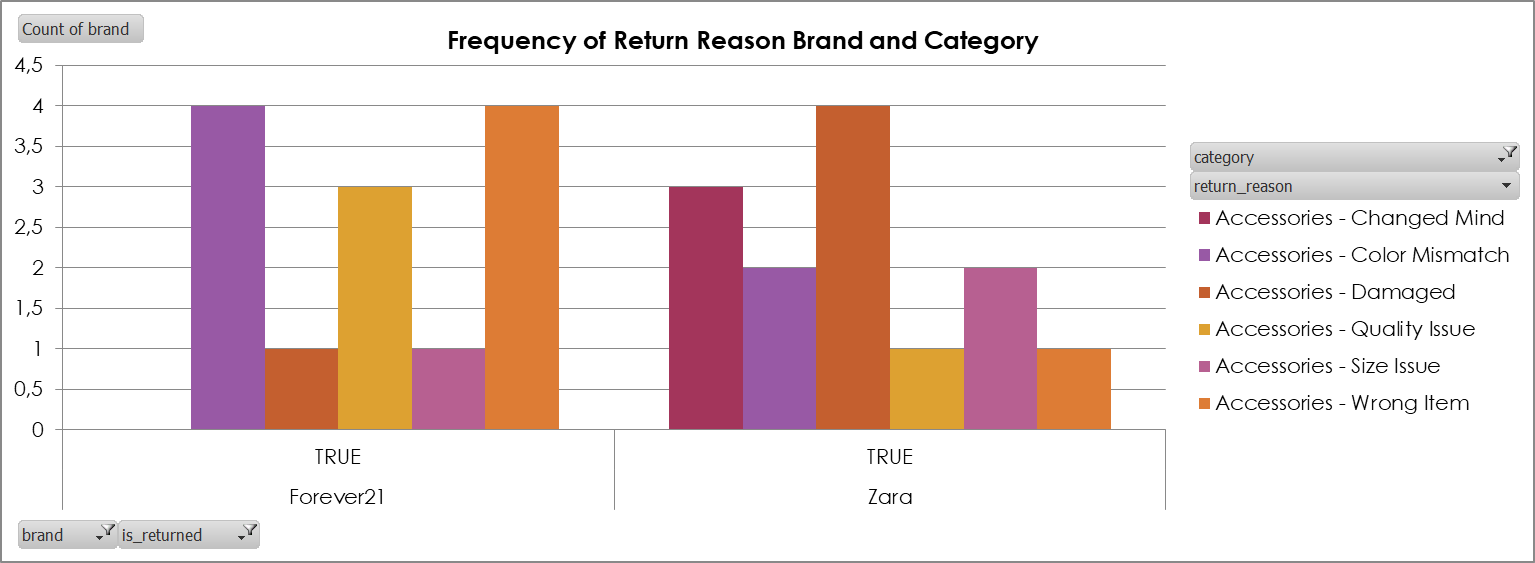 Count of brand
Frequency of Return Reason Brand and Category
4,5
4
3,5
3
2,5
2
1,5
1
0,5
0
TRUE
TRUE
Forever21
Zara
category
return_reason
Accessories - Changed Mind
Accessories - Color Mismatch
Accessories - Damaged
Accessories - Quality Issue
Accessories - Size Issue
Accessories - Wrong Item
brand
is_returned